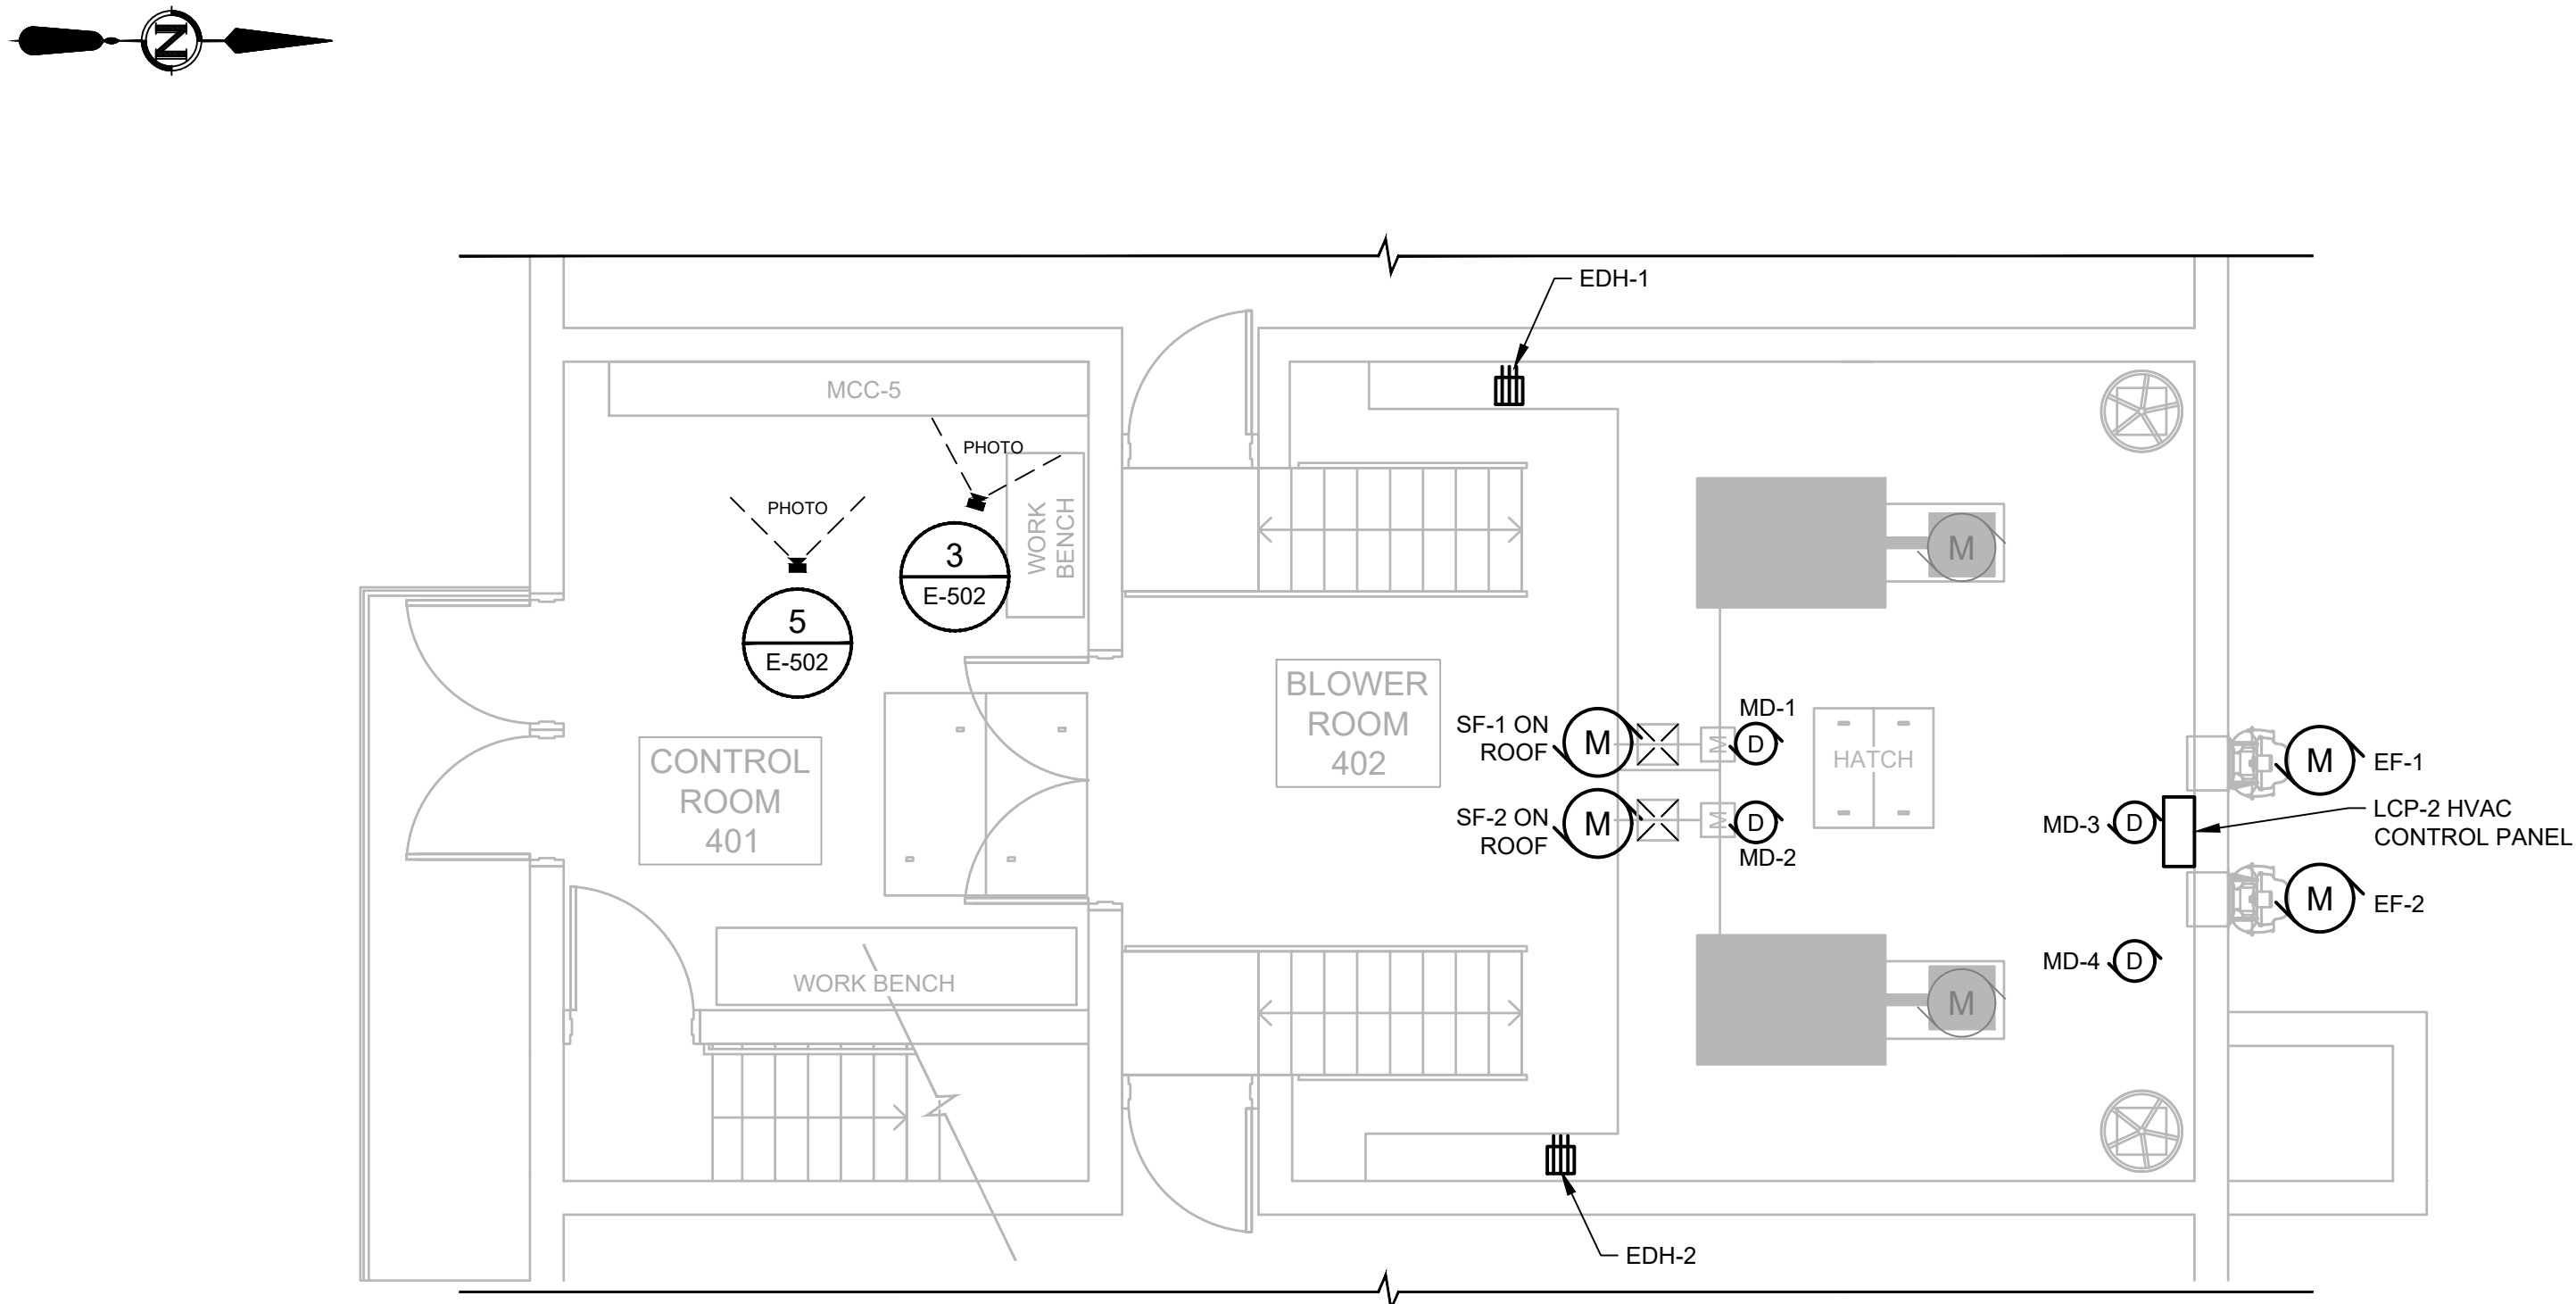 N
EDH-1
MCC-5
PHOTO
PHOTO
3
E-502
WORK
BENCH
5
E-502
M
BLOWER
ROOM
402
CONTROL
ROOM
401
SF-1 ON
ROOF
M
M
MD-1
D
HATCH
M
EF-1
SF-2 ON
ROOF
M
M
D
MD-2
MD-3
D
LCP-2 HVAC
CONTROL PANEL
M
EF-2
MD-4
D
WORK BENCH
M
EDH-2